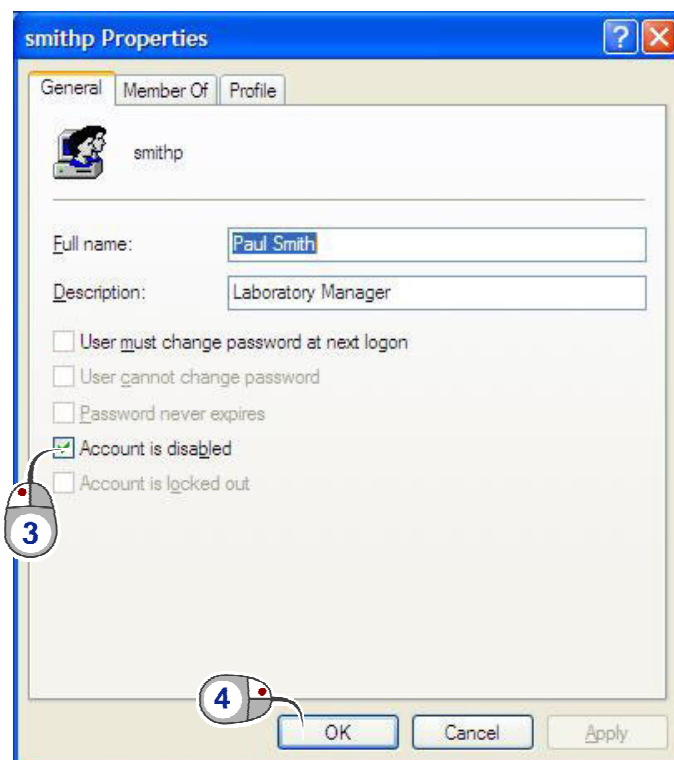 smithp Properties
General Member Of Profile
smithp
Full name: Paul Smith
Description: Laboratory Manager
User must change password at next logon
User cannot change password
Password never expires
Account is disabled
Account is locked out
3
4
OK Cancel Apply